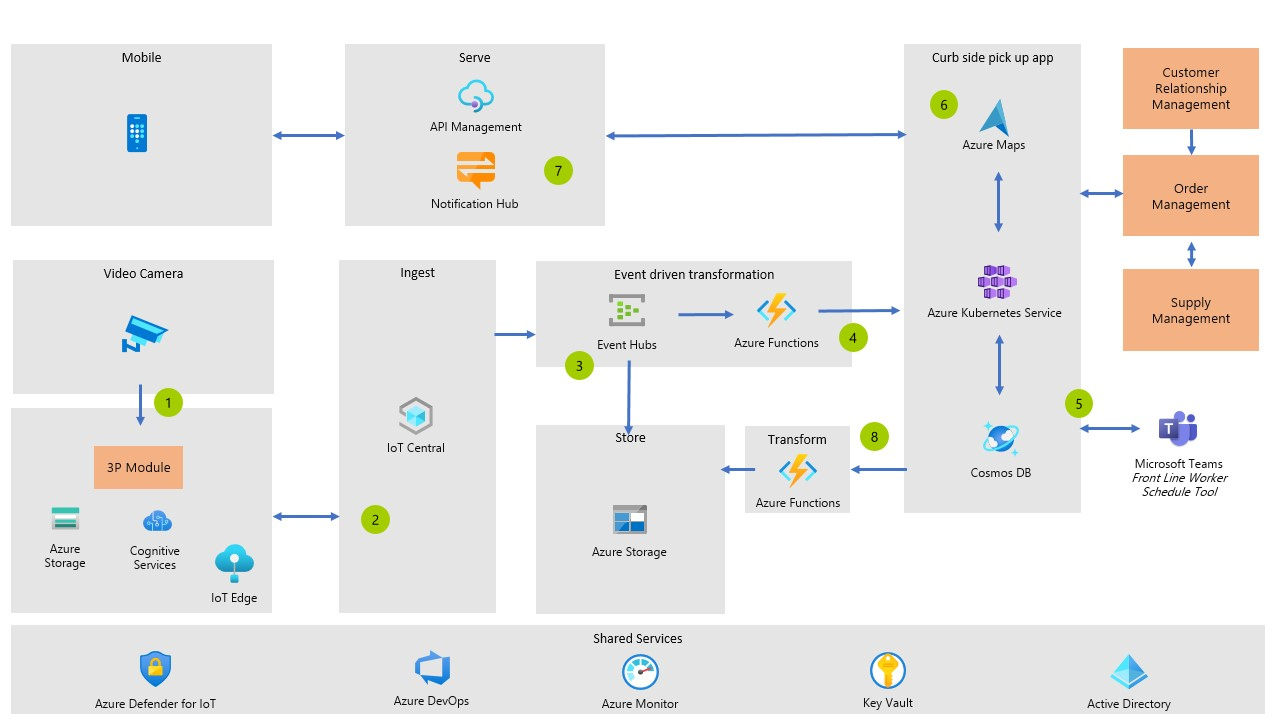 Mobile
Serve
API Management
Notification Hub
7
Curb side pick up app
6
Azure Maps
Azure Kubernetes Service
Cosmos DB
Customer
Relationship
Management
Order
Management
Supply
Management
Video Camera
1
3P Module
Azure
Storage
Cognitive
Services
IoT Edge
Ingest
IoT Central
2
Event driven transformation
Event Hubs
Azure Functions
3
4
Store
Azure Storage
Transform
Azure Functions
8
5
Microsoft Teams
Front Line Worker
Schedule Tool
Shared Services
Azure Defender for IoT
Azure DevOps
Azure Monitor
Key Vault
Active Directory